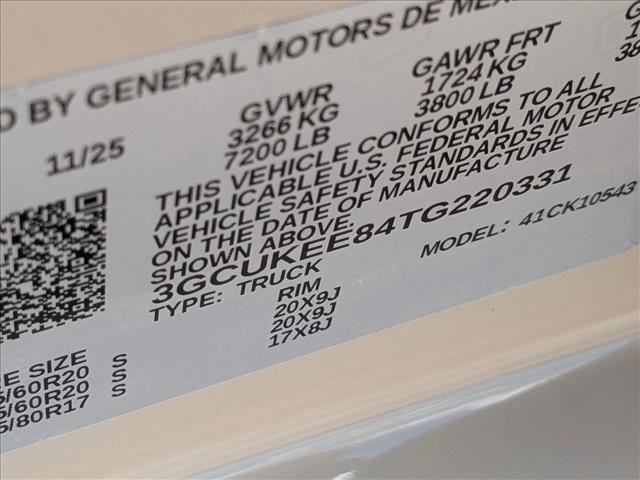 BY GENERAL MOTORS DE
11/25
GVWR
3266 KG
7200 LB
GAWR FRT
1724 KG
3800 LB
THIS VEHICLE CONFORMS TO ALL
APPLICABLE U.S. FEDERAL MOTOR
VEHICLE SAFETY STANDARDS IN EFFE
ON THE DATE OF MANUFACTURE
SHOWN ABOVE.
3GCUKEE84TG220331
TYPE: TRUCK
MODEL: 41CK10543
SIZE RIM
/60R20 S 20X9J
/60R20 S 20X9J
/80R17 S 17X8J